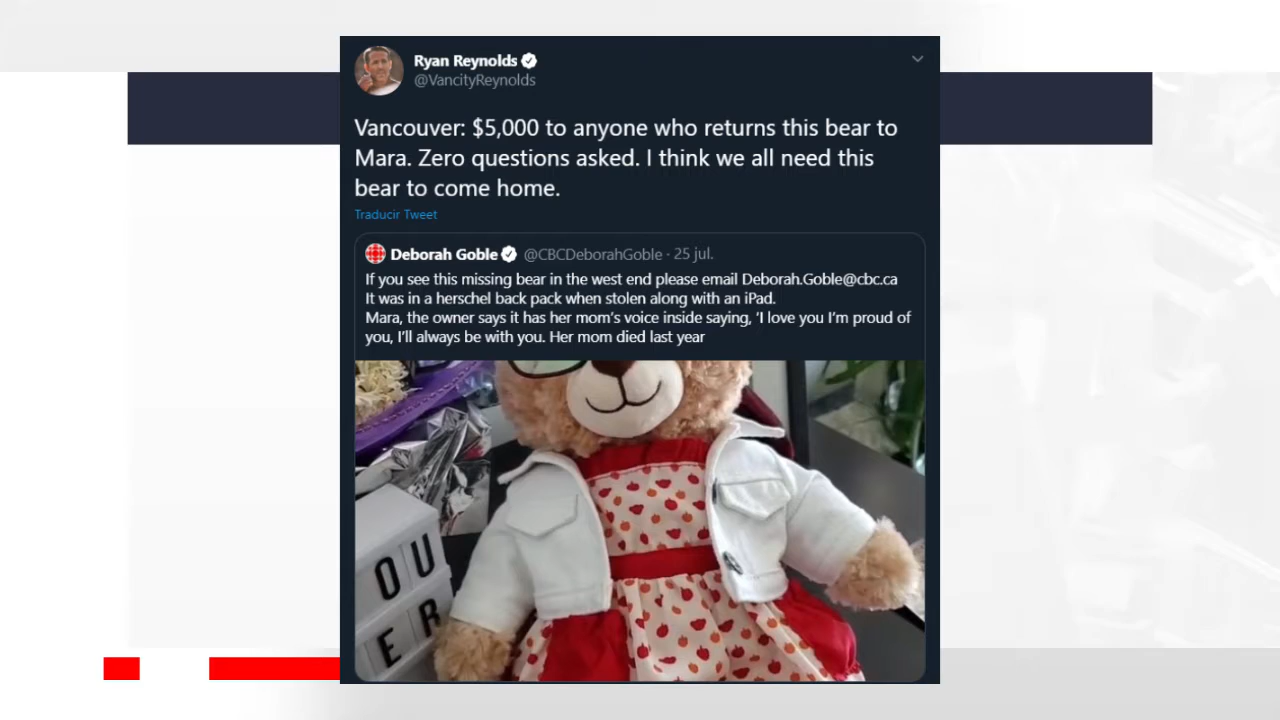 Ryan Reynolds
@VancityReynolds
Vancouver: $5,000 to anyone who returns this bear to
Mara. Zero questions asked. I think we all need this
bear to come home.
Traducir Tweet
Deborah Goble @CBCDeborahGoble · 25 jul.
If you see this missing bear in the west end please email Deborah.Goble@cbc.ca
It was in a herschel back pack when stolen along with an iPad.
Mara, the owner says it has her mom's voice inside saying, 'I love you I'm proud of
you, I'll always be with you. Her mom died last year
OU
ER